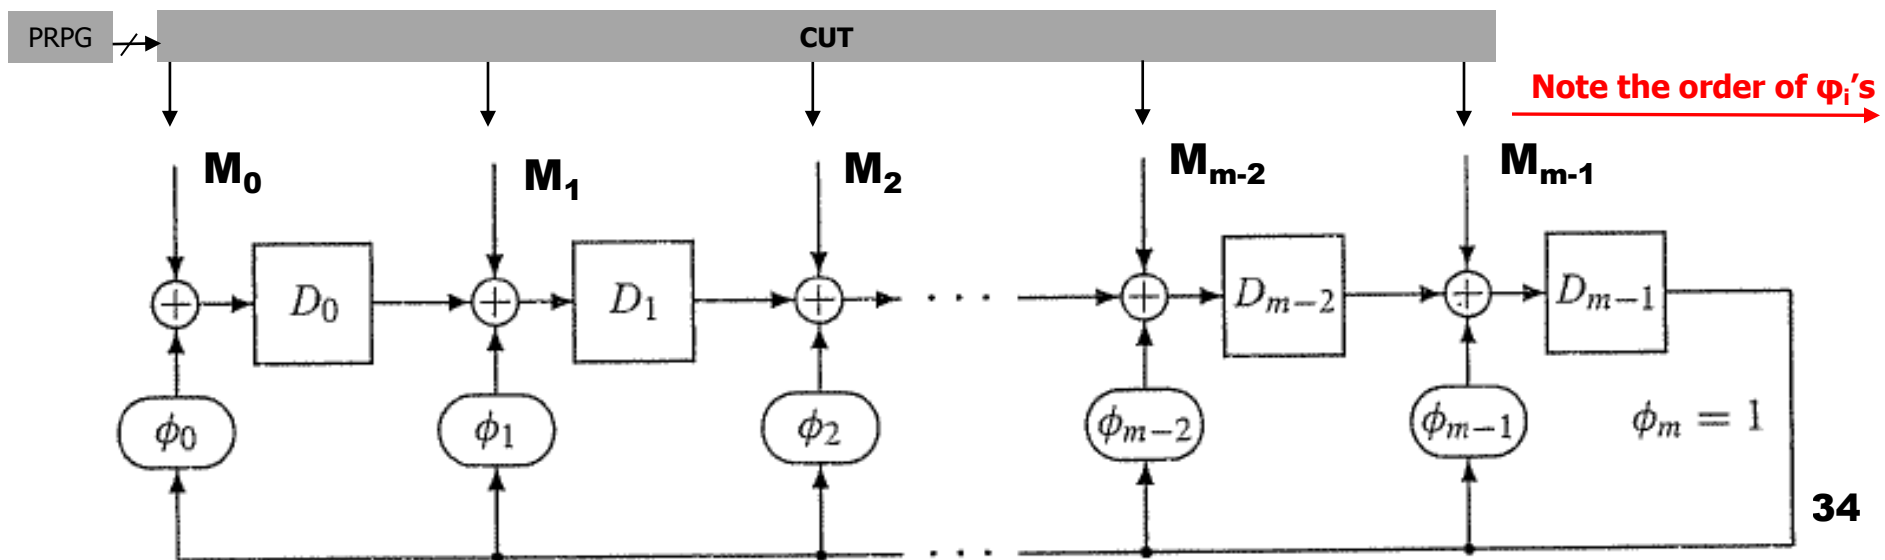 PRPG
CUT
Note the order of φi's
M0
M1
M2
Mm-2
Mm-1
D0
D1
· · ·
Dm−2
Dm−1
ϕ0
ϕ1
ϕ2
ϕm−2
ϕm−1
ϕm = 1
34
· · ·